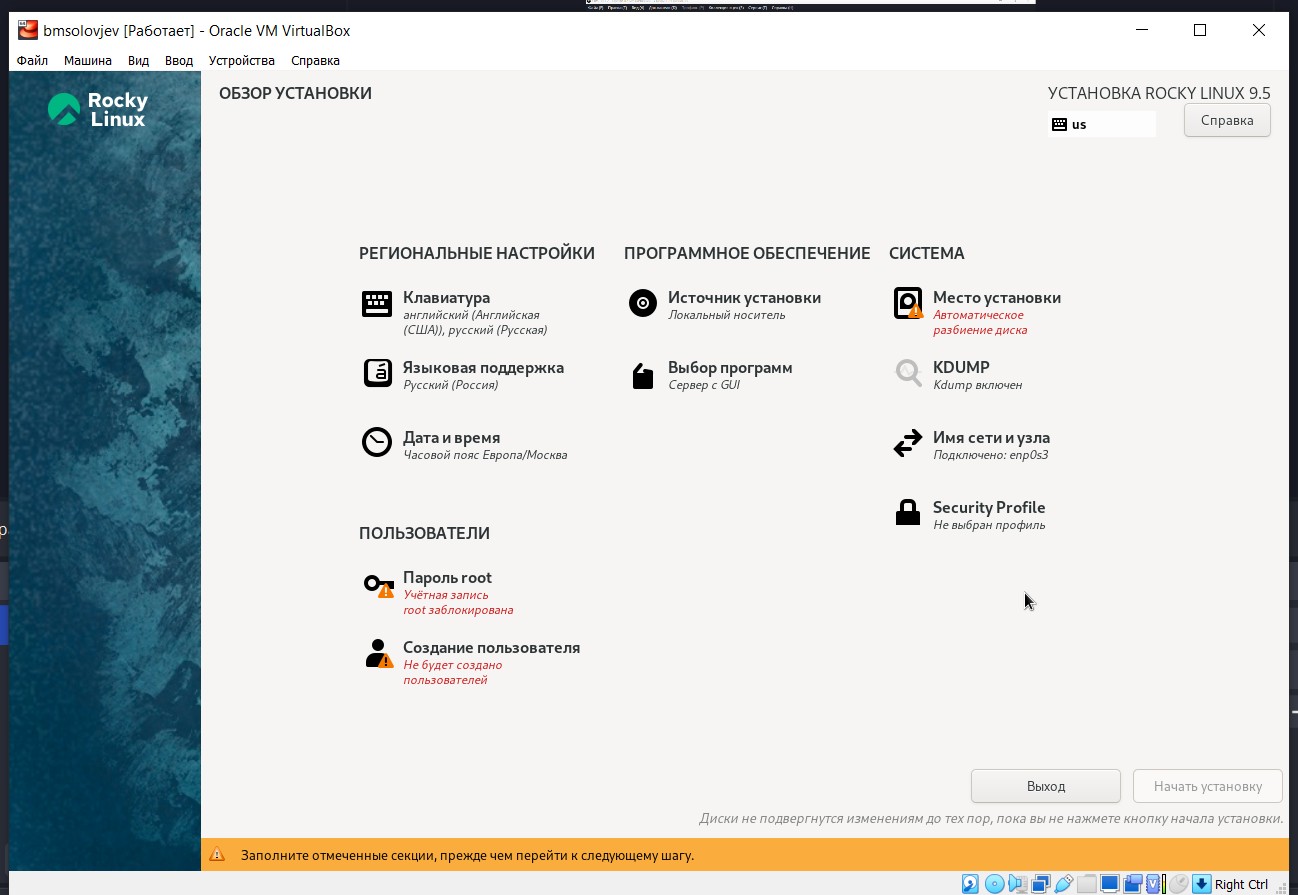 bmsolovjev [Работает] - Oracle VM VirtualBox
Файл Машина Вид Ввод Устройства Справка
Rocky
Linux
ОБЗОР УСТАНОВКИ
УСТАНОВКА ROCKY LINUX 9.5
us
Справка
РЕГИОНАЛЬНЫЕ НАСТРОЙКИ
Клавиатура
английский (Английская
(США)), русский (Русская)
Языковая поддержка
Русский (Россия)
Дата и время
Часовой пояс Европа/Москва
ПРОГРАММНОЕ ОБЕСПЕЧЕНИЕ
Источник установки
Локальный носитель
Выбор программ
Сервер с GUI
СИСТЕМА
Место установки
Автоматическое
разбиение диска
KDUMP
Kdump включен
Имя сети и узла
Подключено: enp0s3
Security Profile
Не выбран профиль
ПОЛЬЗОВАТЕЛИ
Пароль root
Учётная запись
root заблокирована
Создание пользователя
Не будет создано
пользователей
Выход
Начать установку
Диски не подвергнутся изменениям до тех пор, пока вы не нажмете кнопку начала установки.
Заполните отмеченные секции, прежде чем перейти к следующему шагу.
Right Ctrl